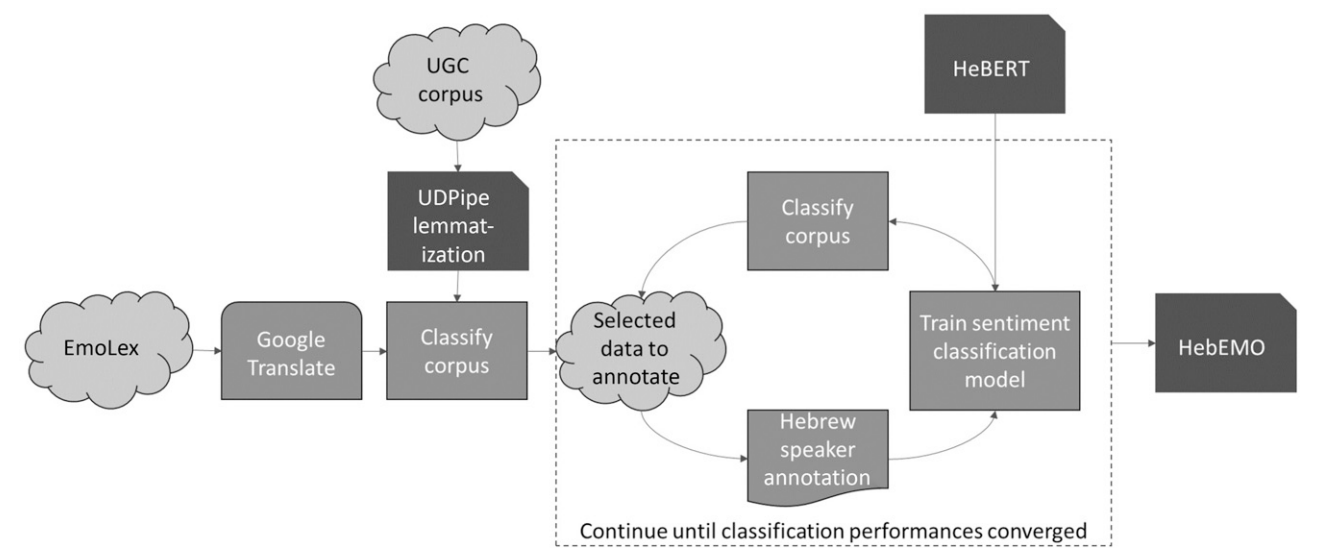 UGC
corpus
HeBERT
UDPipe
lemmat-
ization
Classify
corpus
EmoLex
Google
Translate
Classify
corpus
Selected
data to
annotate
Train sentiment
classification
model
HebEMO
Hebrew
speaker
annotation
Continue until classification performances converged